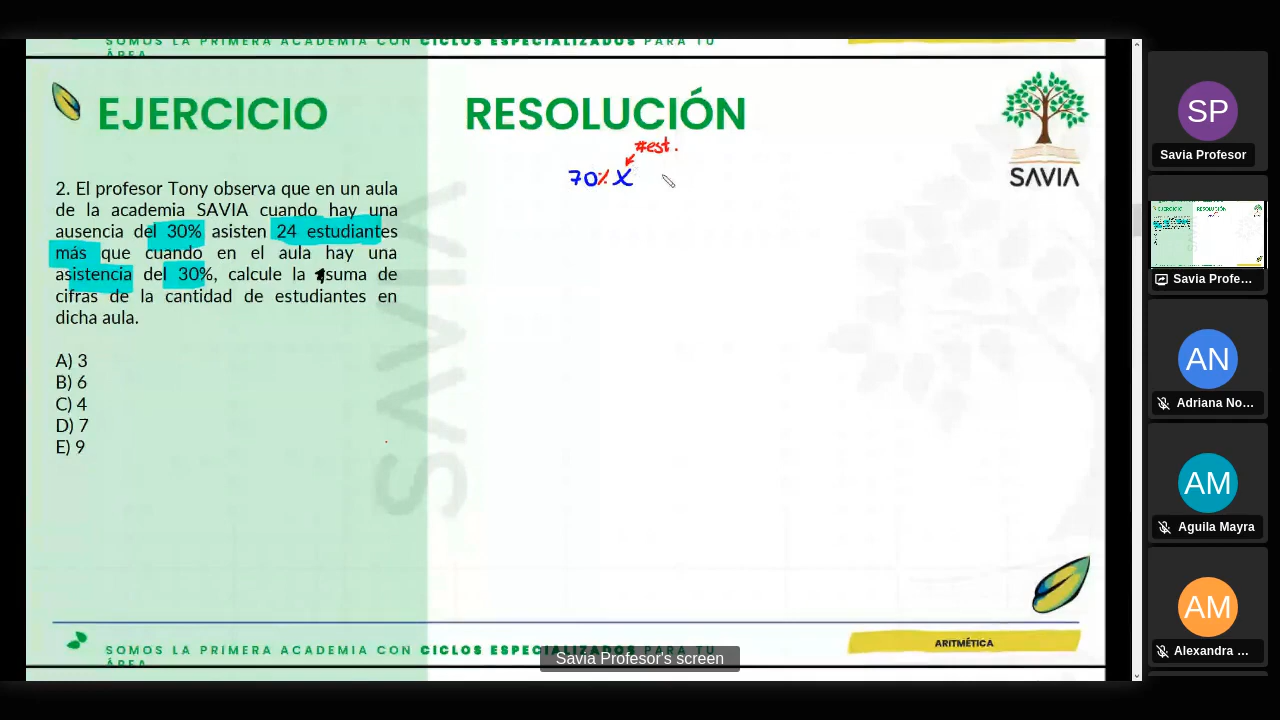 SOMOS LA PRIMERA ACADEMIA CON CICLOS ESPECIALIZADOS PARA TU
ÁREA
EJERCICIO
2. El profesor Tony observa que en un aula
de la academia SAVIA cuando hay una
ausencia del 30% asisten 24 estudiantes
más que cuando en el aula hay una
asistencia del 30%, calcule la suma de
cifras de la cantidad de estudiantes en
dicha aula.
A) 3
B) 6
C) 4
D) 7
E) 9
RESOLUCIÓN
#est.
70% X
SAVIA
SAVIA
SOMOS LA PRIMERA ACADEMIA CON CICLOS ESPECIALIZADOS PARA TU
ÁREA
ARITMÉTICA
Savia Profesor's screen
SP
Savia Profesor
EJERCICIO
RESOLUCIÓN
Savia Profe...
AN
Adriana No...
AM
Aguila Mayra
AM
Alexandra ...